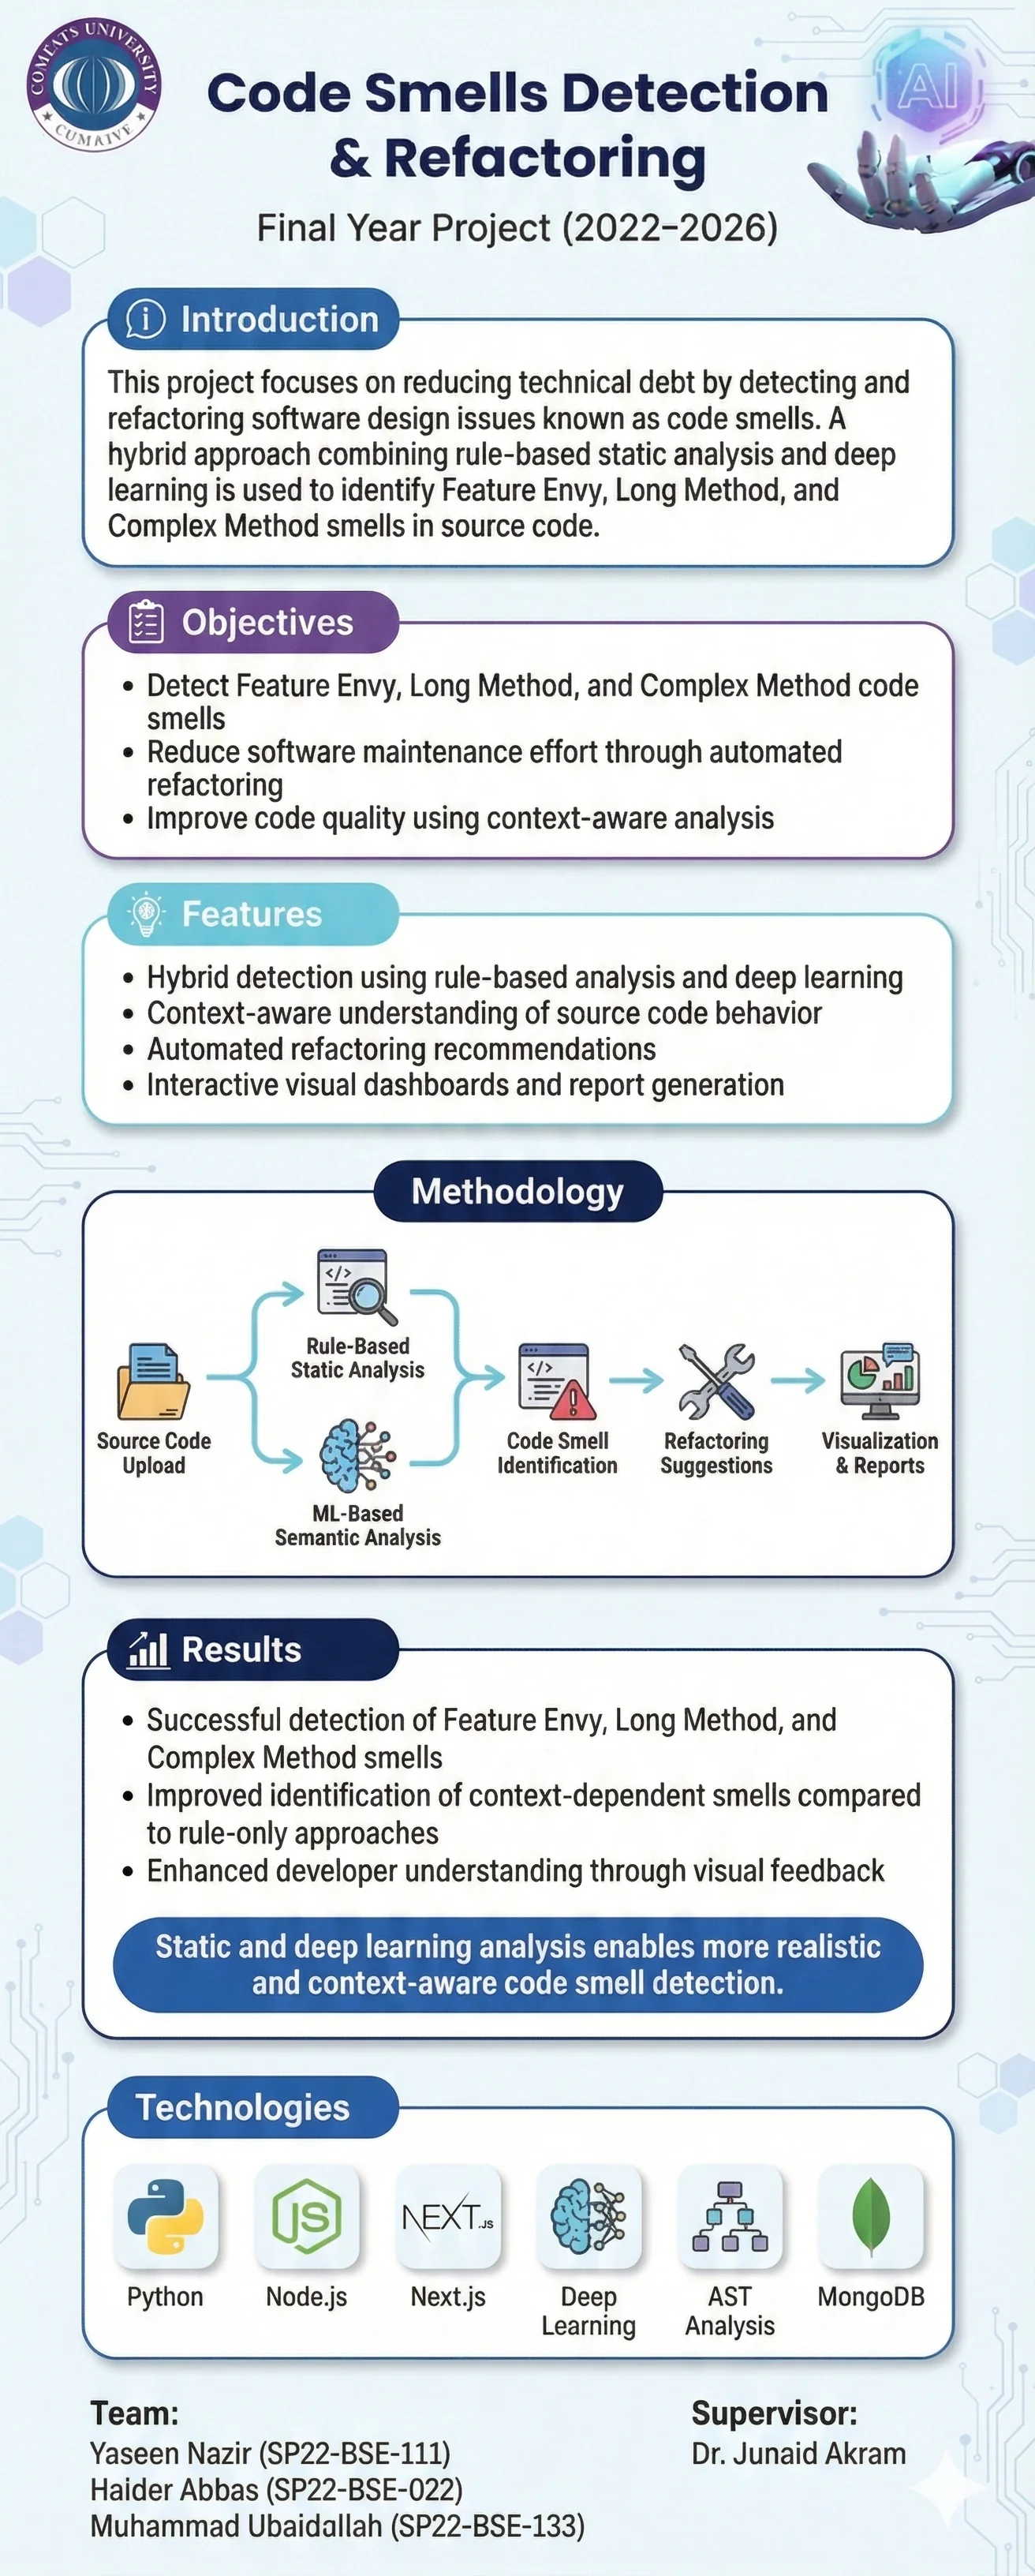 COMEATS UNIVERSITY
CUMAIVE
AI
Code Smells Detection
& Refactoring
Final Year Project (2022–2026)
Introduction
This project focuses on reducing technical debt by detecting and
refactoring software design issues known as code smells. A
hybrid approach combining rule-based static analysis and deep
learning is used to identify Feature Envy, Long Method, and
Complex Method smells in source code.
Objectives
• Detect Feature Envy, Long Method, and Complex Method code
smells
• Reduce software maintenance effort through automated
refactoring
• Improve code quality using context-aware analysis
Features
• Hybrid detection using rule-based analysis and deep learning
• Context-aware understanding of source code behavior
• Automated refactoring recommendations
• Interactive visual dashboards and report generation
Methodology
Rule-Based
Static Analysis
Source Code
Upload
Code Smell
Identification
Refactoring
Suggestions
Visualization
& Reports
ML-Based
Semantic Analysis
Results
• Successful detection of Feature Envy, Long Method, and
Complex Method smells
• Improved identification of context-dependent smells compared
to rule-only approaches
• Enhanced developer understanding through visual feedback
Static and deep learning analysis enables more realistic
and context-aware code smell detection.
Technologies
JS
NEXT.JS
Python
Node.js
Next.js
Deep
Learning
AST
Analysis
MongoDB
Team:
Yaseen Nazir (SP22-BSE-111)
Haider Abbas (SP22-BSE-022)
Muhammad Ubaidallah (SP22-BSE-133)
Supervisor:
Dr. Junaid Akram